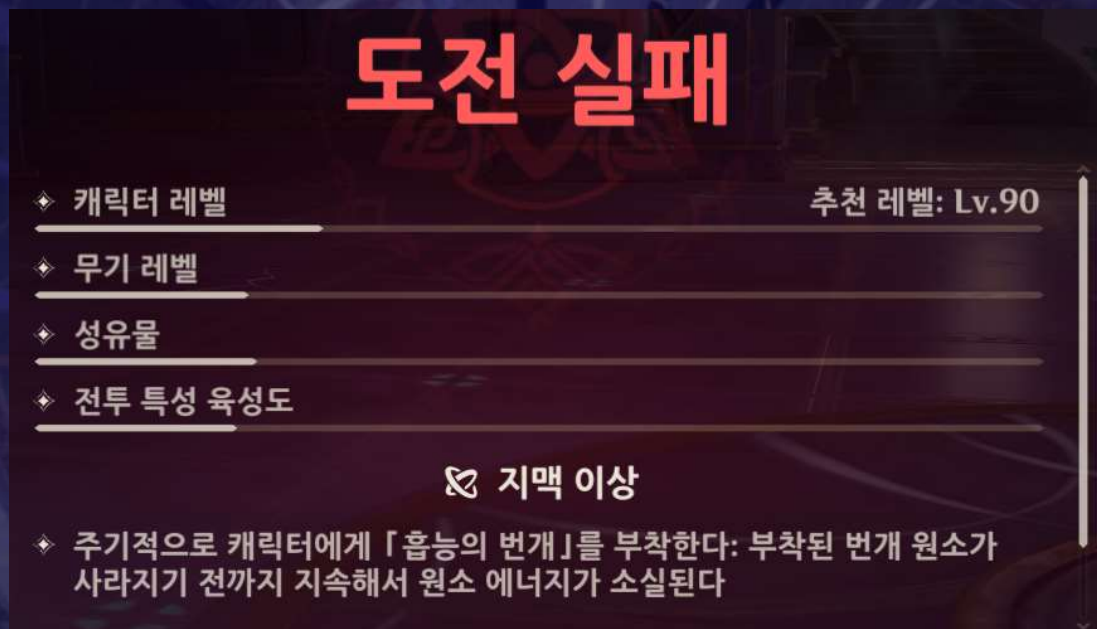 도전 실패
캐릭터 레벨 추천 레벨: Lv.90
무기 레벨
성유물
전투 특성 육성도
지맥 이상
주기적으로 캐릭터에게 「흡능의 번개」를 부착한다: 부착된 번개 원소가
사라지기 전까지 지속해서 원소 에너지가 소실된다